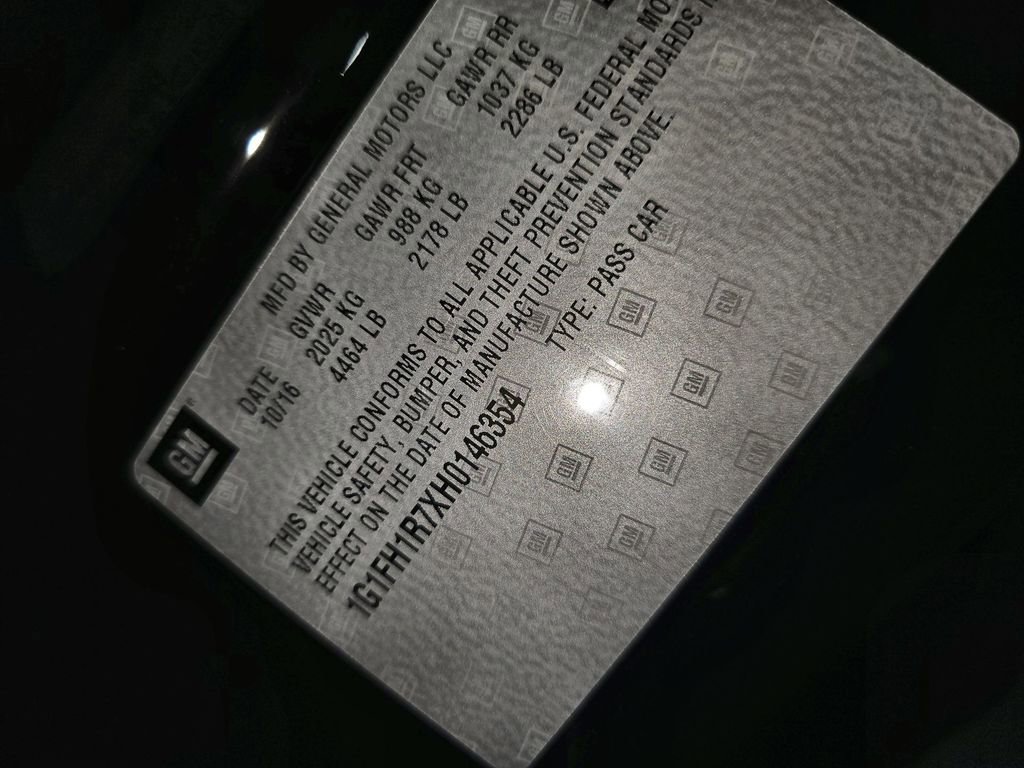 GM
MFD BY GENERAL MOTORS LLC
DATE GVWR GAWR FRT GAWR RR
10/16 2025 KG 988 KG 1037 KG
4464 LB 2178 LB 2286 LB
THIS VEHICLE CONFORMS TO ALL APPLICABLE U.S. FEDERAL
VEHICLE SAFETY, BUMPER, AND THEFT PREVENTION STANDARDS
EFFECT ON THE DATE OF MANUFACTURE SHOWN ABOVE.
1G1FH1R7XH0146354 TYPE: PASS CAR